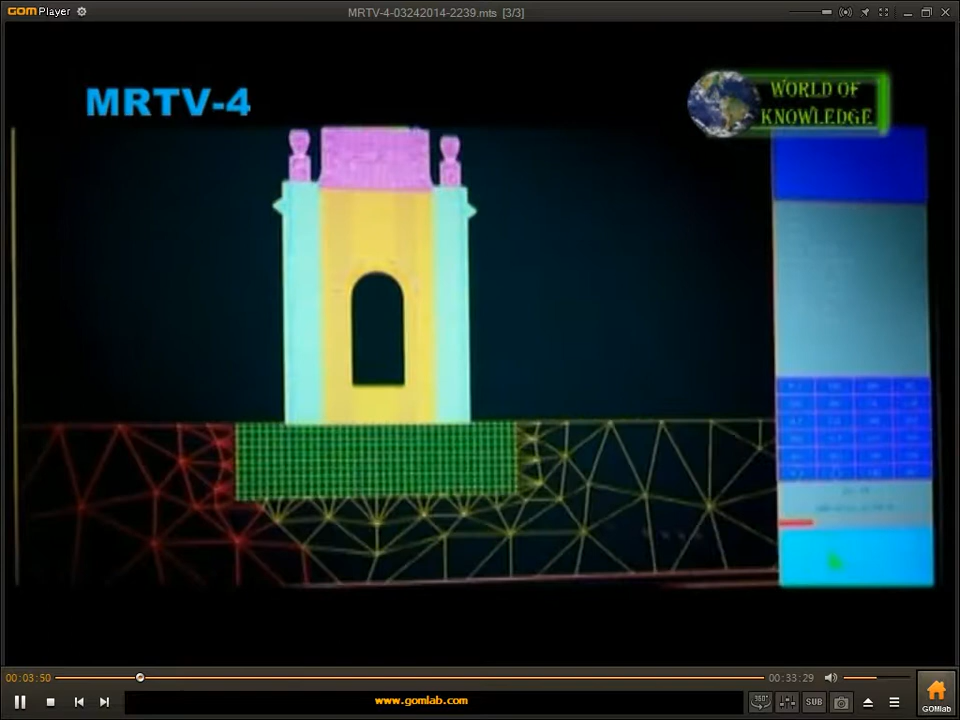 GOM Player
MRTV-4-03242014-2239.mts [3/3]
MRTV-4
WORLD OF
KNOWLEDGE
00:03:50
00:33:29
www.gomlab.com
360°
SUB
GOMlab